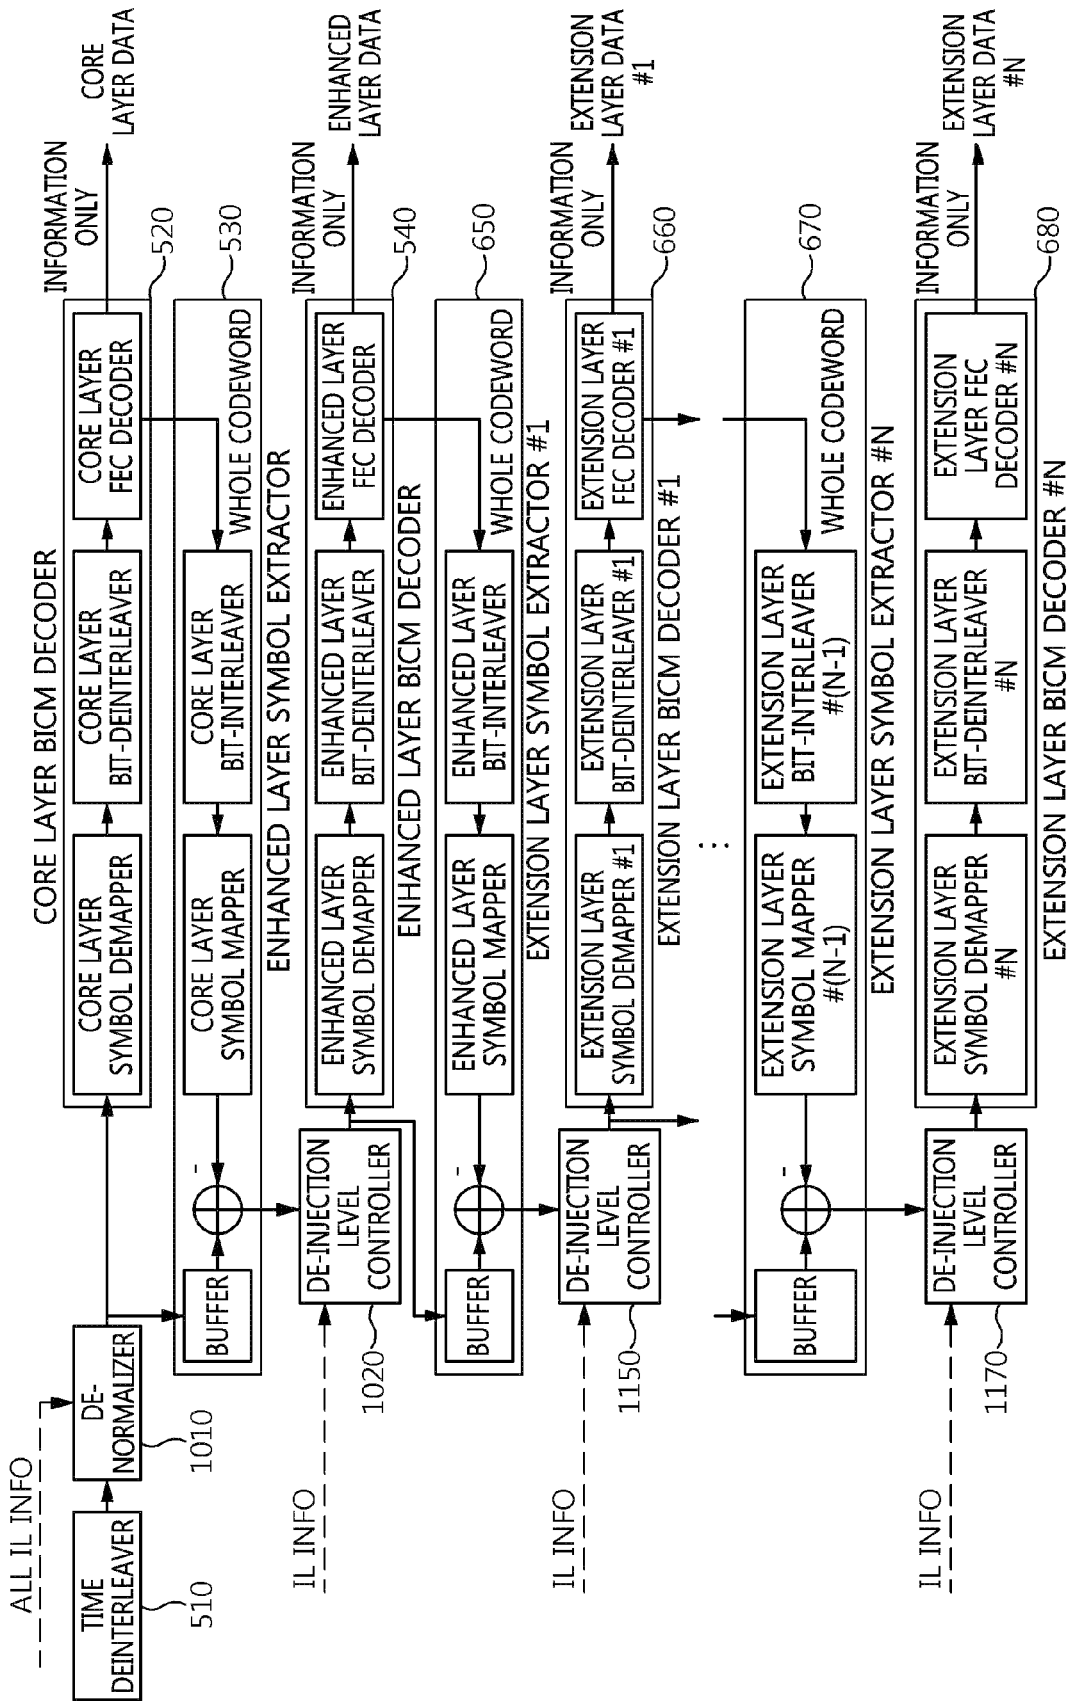 ALL IL INFO
TIME
DEINTERLEAVER
510
DE-
NORMALIZER
1010
CORE LAYER BICM DECODER
CORE LAYER
SYMBOL DEMAPPER
CORE LAYER
BIT-DEINTERLEAVER
CORE LAYER
FEC DECODER
520
INFORMATION
ONLY
CORE
LAYER DATA
BUFFER
-
CORE LAYER
SYMBOL MAPPER
CORE LAYER
BIT-INTERLEAVER
WHOLE CODEWORD
530
ENHANCED LAYER SYMBOL EXTRACTOR
IL INFO
DE-INJECTION
LEVEL
CONTROLLER
1020
ENHANCED LAYER
SYMBOL DEMAPPER
ENHANCED LAYER
BIT-DEINTERLEAVER
ENHANCED LAYER
FEC DECODER
540
INFORMATION
ONLY
ENHANCED
LAYER DATA
ENHANCED LAYER BICM DECODER
BUFFER
-
ENHANCED LAYER
SYMBOL MAPPER
ENHANCED LAYER
BIT-INTERLEAVER
WHOLE CODEWORD
650
EXTENSION LAYER SYMBOL EXTRACTOR #1
IL INFO
DE-INJECTION
LEVEL
CONTROLLER
1150
EXTENSION LAYER
SYMBOL DEMAPPER #1
EXTENSION LAYER
BIT-DEINTERLEAVER #1
EXTENSION LAYER
FEC DECODER #1
660
INFORMATION
ONLY
EXTENSION
LAYER DATA
#1
EXTENSION LAYER BICM DECODER #1
...
BUFFER
-
EXTENSION LAYER
SYMBOL MAPPER
#(N-1)
EXTENSION LAYER
BIT-INTERLEAVER
#(N-1)
WHOLE CODEWORD
670
EXTENSION LAYER SYMBOL EXTRACTOR #N
IL INFO
DE-INJECTION
LEVEL
CONTROLLER
1170
EXTENSION LAYER
SYMBOL DEMAPPER
#N
EXTENSION LAYER
BIT-DEINTERLEAVER
#N
EXTENSION
LAYER FEC
DECODER #N
680
INFORMATION
ONLY
EXTENSION
LAYER DATA
#N
EXTENSION LAYER BICM DECODER #N